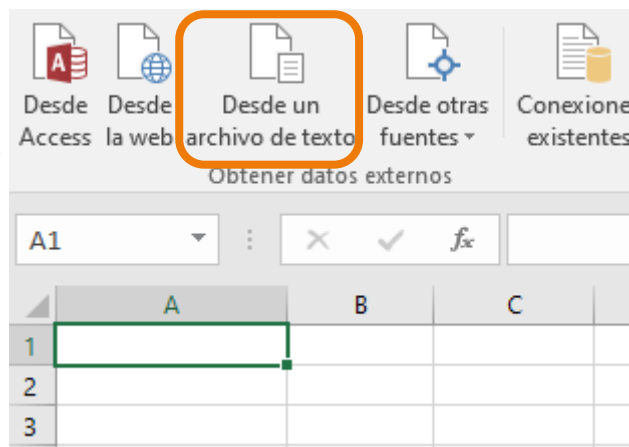 Desde Desde Desde un Desde otras Conexione
Access la web archivo de texto fuentes existentes
Obtener datos externos
A1 fx
A B C
1
2
3